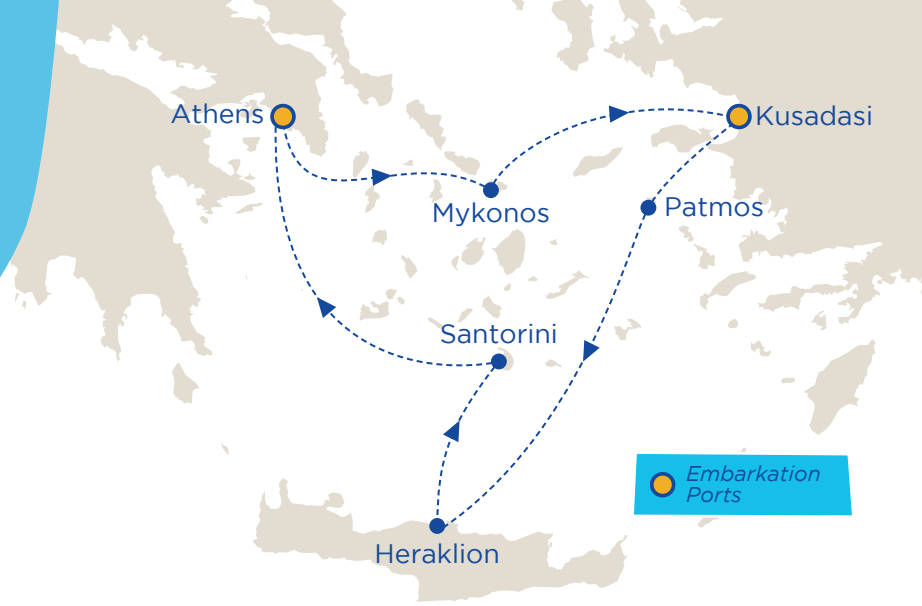 Athens
Kusadasi
Mykonos
Patmos
Santorini
Embarkation
Ports
Heraklion